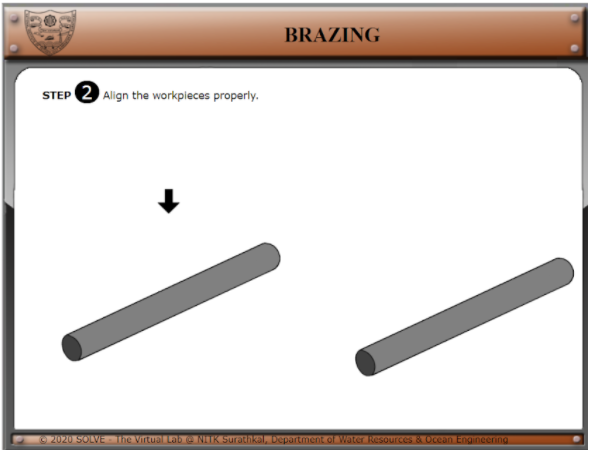 BRAZING
STEP 2 Align the workpieces properly.
© 2020 SOLVE - The Virtual Lab @ NITK Surathkal, Department of Water Resources & Ocean Engineering